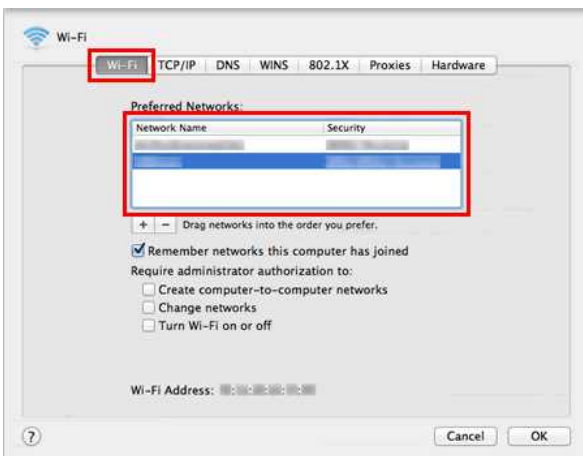 Wi-Fi
Wi-Fi TCP/IP DNS WINS 802.1X Proxies Hardware
Preferred Networks:
Network Name Security
+ - Drag networks into the order you prefer.
Remember networks this computer has joined
Require administrator authorization to:
Create computer-to-computer networks
Change networks
Turn Wi-Fi on or off
Wi-Fi Address:
? Cancel OK